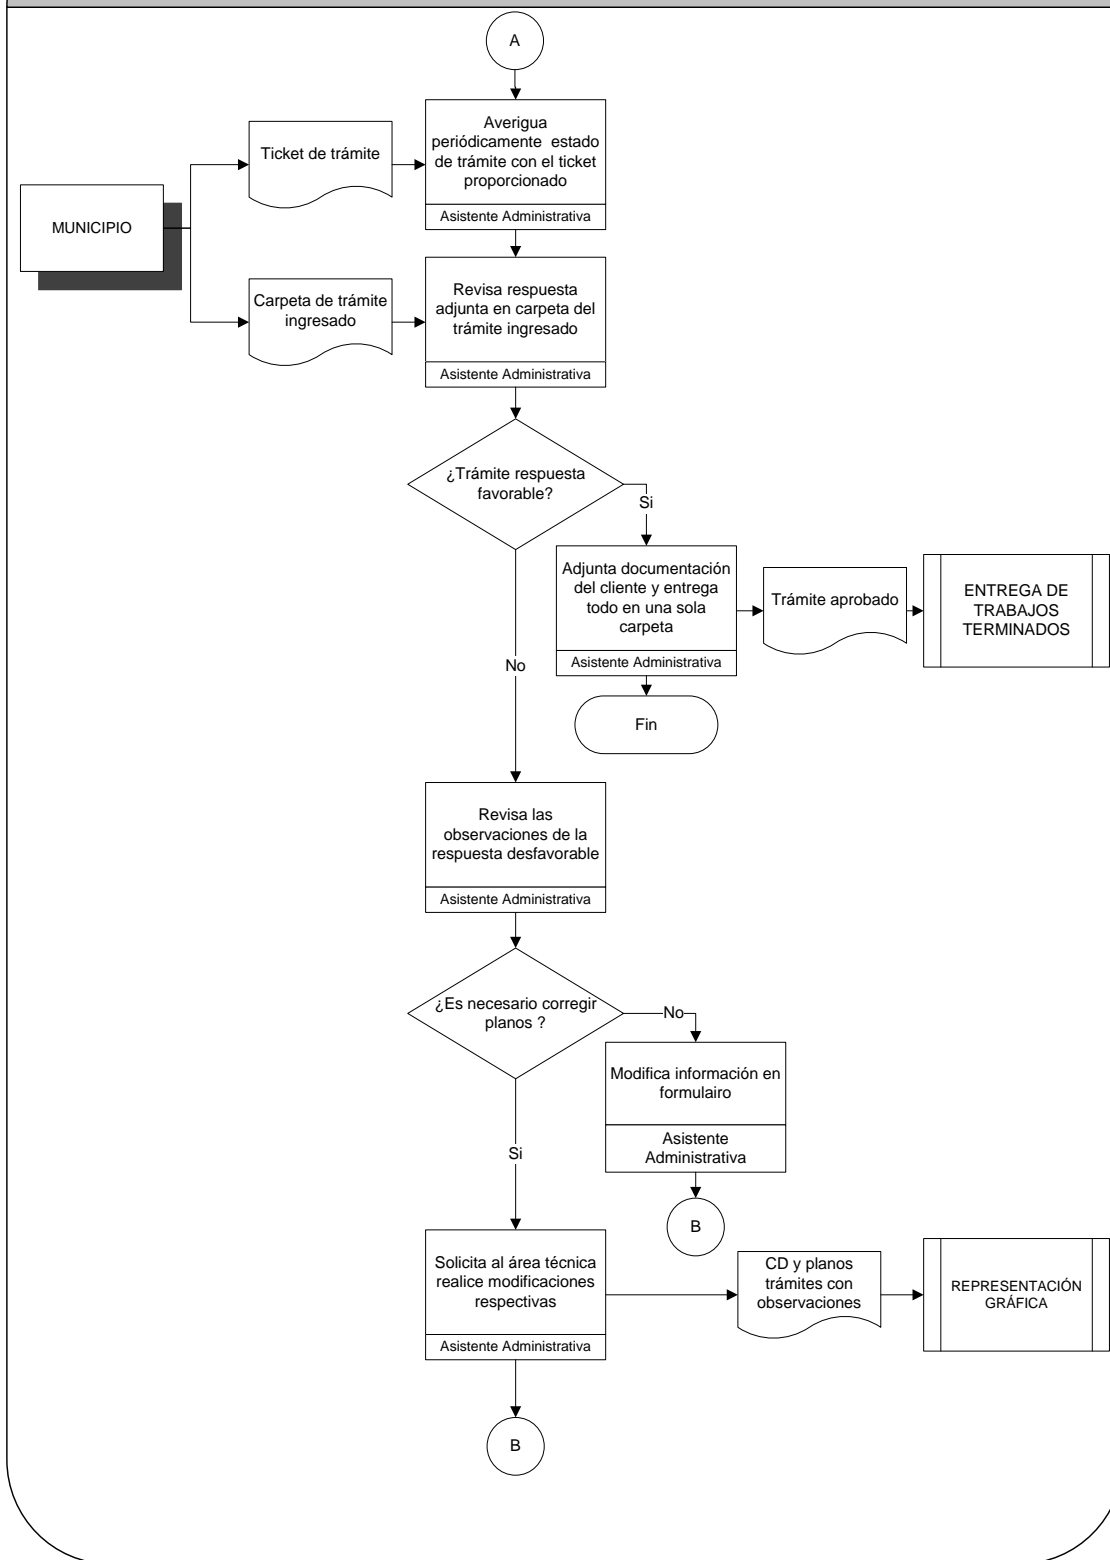 A
Averigua
periódicamente estado
de trámite con el ticket
proporcionado
Asistente Administrativa
Ticket de trámite
MUNICIPIO
Carpeta de trámite
ingresado
Revisa respuesta
adjunta en carpeta del
trámite ingresado
Asistente Administrativa
¿Trámite respuesta
favorable?
Si
Adjunta documentación
del cliente y entrega
todo en una sola
carpeta
Asistente Administrativa
Trámite aprobado
ENTREGA DE
TRABAJOS
TERMINADOS
No
Fin
Revisa las
observaciones de la
respuesta desfavorable
Asistente Administrativa
¿Es necesario corregir
planos ?
No
Modifica información en
formulairo
Asistente
Administrativa
B
Si
Solicita al área técnica
realice modificaciones
respectivas
Asistente Administrativa
CD y planos
trámites con
observaciones
REPRESENTACIÓN
GRÁFICA
B